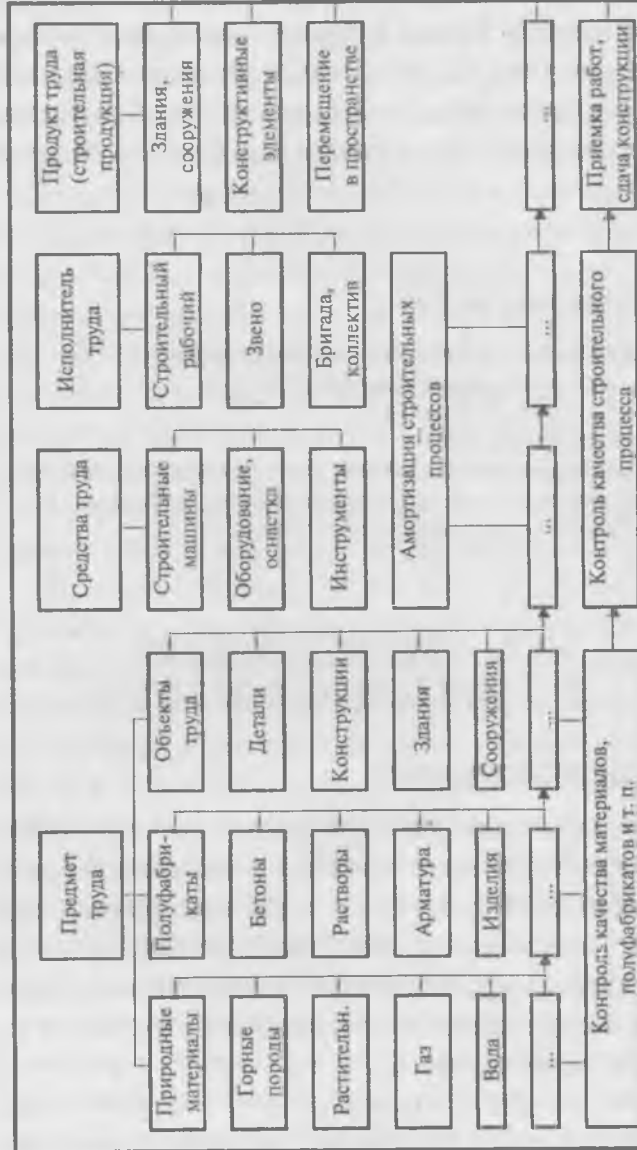 Предмет
труда
Средства труда
Исполнитель
труда
Продукт труда
(строительная
продукция)
Природные
материалы
Полуфабри-
каты
Объекты
труда
Строительные
машины
Строительный
рабочий
Здания,
сооружения
Горные
породы
Бетоны
Детали
Оборудование,
оснастка
Звено
Конструктивные
элементы
Растительн.
Растворы
Конструкции
Инструменты
Бригада,
коллектив
Перемещение
в пространстве
Газ
Арматура
Здания
Амортизация строительных
процессов
Вода
Изделия
Сооружения
...
...
...
...
...
...
Контроль качества материалов,
полуфабрикатов и т. п.
Контроль качества строительного
процесса
Приемка работ,
сдача конструкции